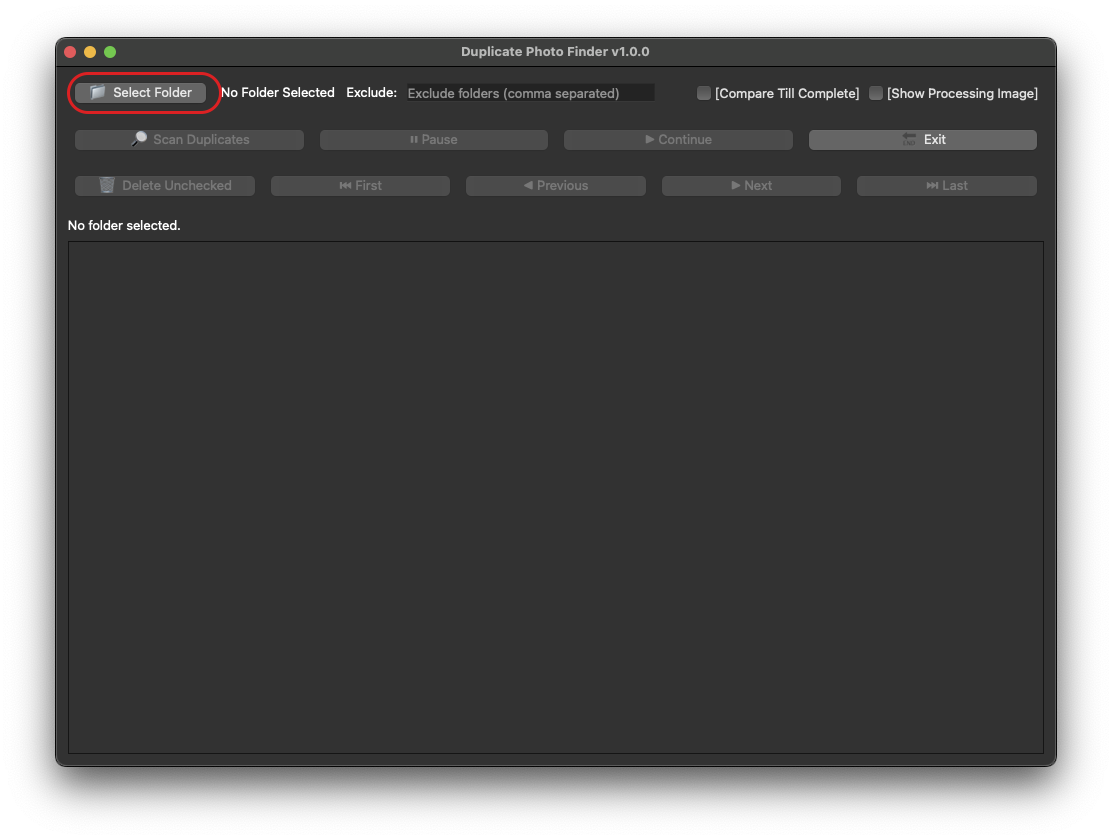 Duplicate Photo Finder v1.0.0
Select Folder No Folder Selected Exclude: Exclude folders (comma separated) [Compare Till Complete] [Show Processing Image]
Scan Duplicates Pause Continue Exit
Delete Unchecked First Previous Next Last
No folder selected.